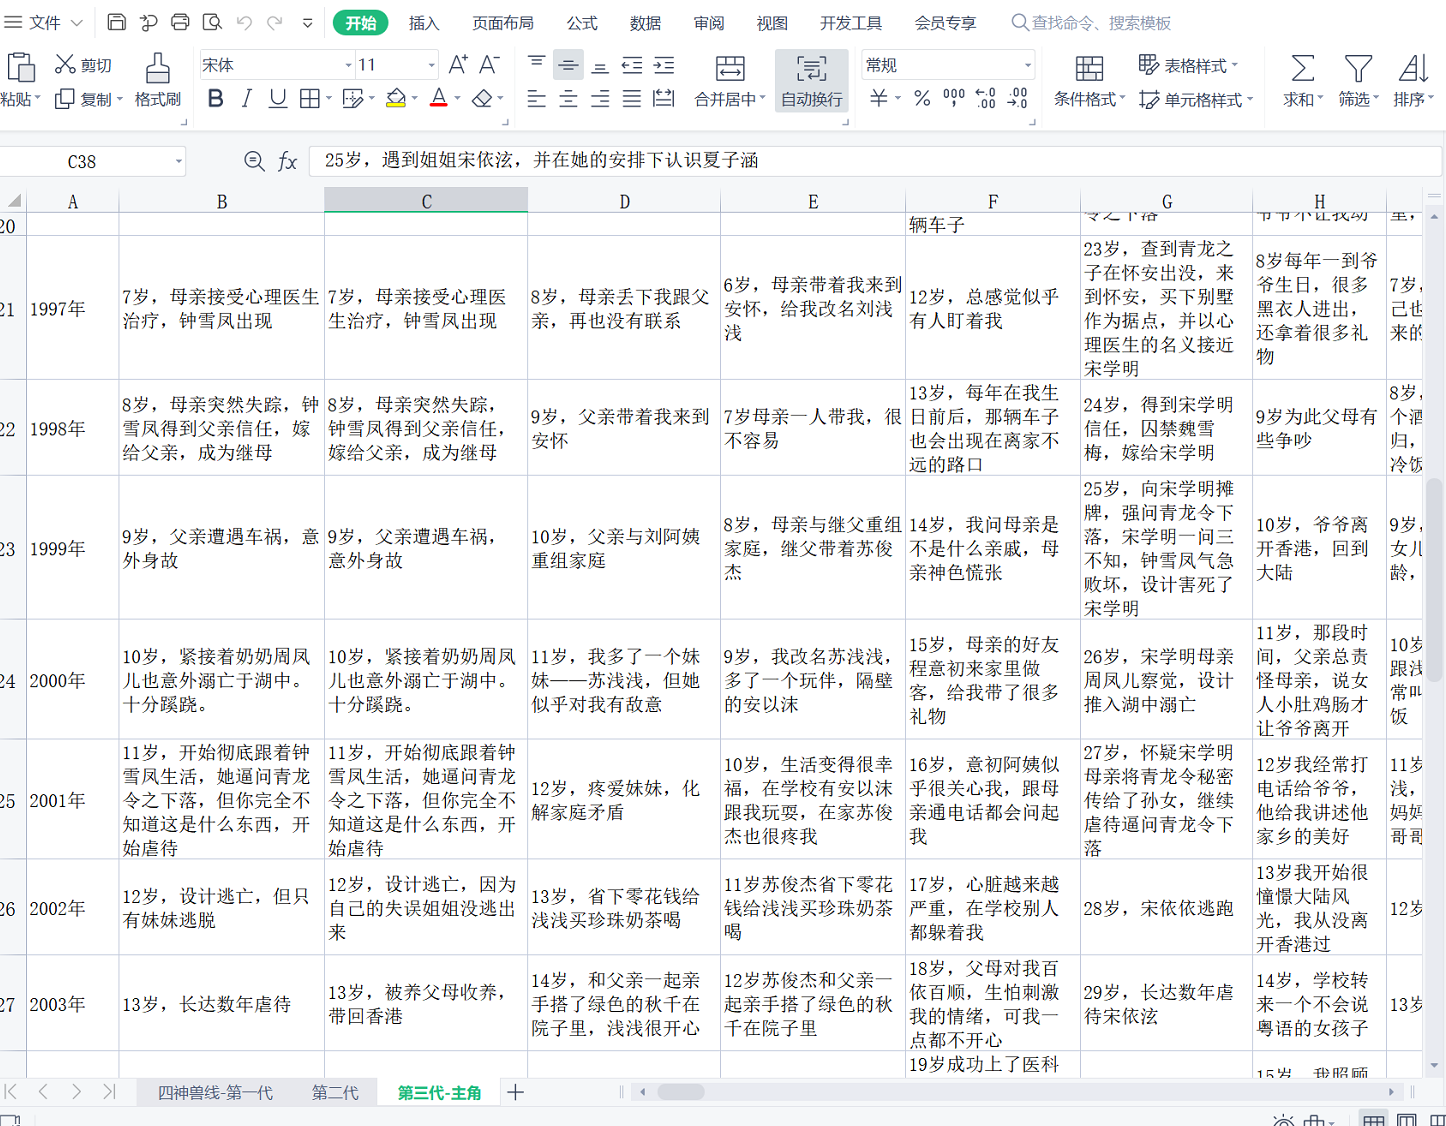 文件
开始
插入
页面布局
公式
数据
审阅
视图
开发工具
会员专享
查找命令、搜索模板
粘贴
剪切
复制
格式刷
宋体
11
B I U A
合并居中
自动换行
常规
条件格式
表格样式
单元格样式
求和
筛选
排序
C38
fx
25岁，遇到姐姐宋依泫，并在她的安排下认识夏子涵
A B C D E F G H
20
辆车子
21
1997年
7岁，母亲接受心理医生
治疗，钟雪凤出现
7岁，母亲接受心理医
生治疗，钟雪凤出现
8岁，母亲丢下我跟父
亲，再也没有联系
6岁，母亲带着我来到
安怀，给我改名刘浅
浅
12岁，总感觉似乎
有人盯着我
23岁，查到青龙之
子在怀安出没，来
到怀安，买下别墅
作为据点，并以心
理医生的名义接近
宋学明
8岁每年一到爷
爷生日，很多
黑衣人进出，
还拿着很多礼
物
7岁，
己也
来的
22
1998年
8岁，母亲突然失踪，钟
雪凤得到父亲信任，嫁
给父亲，成为继母
8岁，母亲突然失踪，
钟雪凤得到父亲信任，
嫁给父亲，成为继母
9岁，父亲带着我来到
安怀
7岁母亲一人带我，很
不容易
13岁，每年在我生
日前后，那辆车子
也会出现在离家不
远的路口
24岁，得到宋学明
信任，囚禁魏雪
梅，嫁给宋学明
9岁为此父母有
些争吵
8岁，
个酒
归，
冷饭
23
1999年
9岁，父亲遭遇车祸，意
外身故
9岁，父亲遭遇车祸，
意外身故
10岁，父亲与刘阿姨
重组家庭
8岁，母亲与继父重组
家庭，继父带着苏俊
杰
14岁，我问母亲是
不是什么亲戚，母
亲神色慌张
25岁，向宋学明摊
牌，强问青龙令下
落，宋学明一问三
不知，钟雪凤气急
败坏，设计害死了
宋学明
10岁，爷爷离
开香港，回到
大陆
9岁，
女儿
龄，
24
2000年
10岁，紧接着奶奶周凤
儿也意外溺亡于湖中。
十分蹊跷。
10岁，紧接着奶奶周凤
儿也意外溺亡于湖中。
十分蹊跷。
11岁，我多了一个妹
妹——苏浅浅，但她
似乎对我有敌意
9岁，我改名苏浅浅，
多了一个玩伴，隔壁
的安以沫
15岁，母亲的好友
程意初来家里做
客，给我带了很多
礼物
26岁，宋学明母亲
周凤儿察觉，设计
推入湖中溺亡
11岁，那段时
间，父亲总责
怪母亲，说女
人小肚鸡肠才
让爷爷离开
10岁
跟浅
常叫
饭
25
2001年
11岁，开始彻底跟着钟
雪凤生活，她逼问青龙
令之下落，但你完全不
知道这是什么东西，开
始虐待
11岁，开始彻底跟着钟
雪凤生活，她逼问青龙
令之下落，但你完全不
知道这是什么东西，开
始虐待
12岁，疼爱妹妹，化
解家庭矛盾
10岁，生活变得很幸
福，在学校有安以沫
跟我玩耍，在家苏俊
杰也很疼我
16岁，意初阿姨似
乎很关心我，跟母
亲通电话都会问起
我
27岁，怀疑宋学明
母亲将青龙令秘密
传给了孙女，继续
虐待逼问青龙令下
落
12岁我经常打
电话给爷爷，
他给我讲述他
家乡的美好
11岁
浅，
妈妈
哥哥
26
2002年
12岁，设计逃亡，但只
有妹妹逃脱
12岁，设计逃亡，因为
自己的失误姐姐没逃出
来
13岁，省下零花钱给
浅浅买珍珠奶茶喝
11岁苏俊杰省下零花
钱给浅浅买珍珠奶茶
喝
17岁，心脏越来越
严重，在学校别人
都躲着我
28岁，宋依依逃跑
13岁我开始很
憧憬大陆风
光，我从没离
开香港过
12岁
27
2003年
13岁，长达数年虐待
13岁，被养父母收养，
带回香港
14岁，和父亲一起亲
手搭了绿色的秋千在
院子里，浅浅很开心
12岁苏俊杰和父亲一
起亲手搭了绿色的秋
千在院子里
18岁，父母对我百
依百顺，生怕刺激
我的情绪，可我一
点都不开心
29岁，长达数年虐
待宋依泫
14岁，学校转
来一个不会说
粤语的女孩子
13岁
19岁成功上了医科
15岁，我照顾
四神兽线-第一代
第二代
第三代-主角